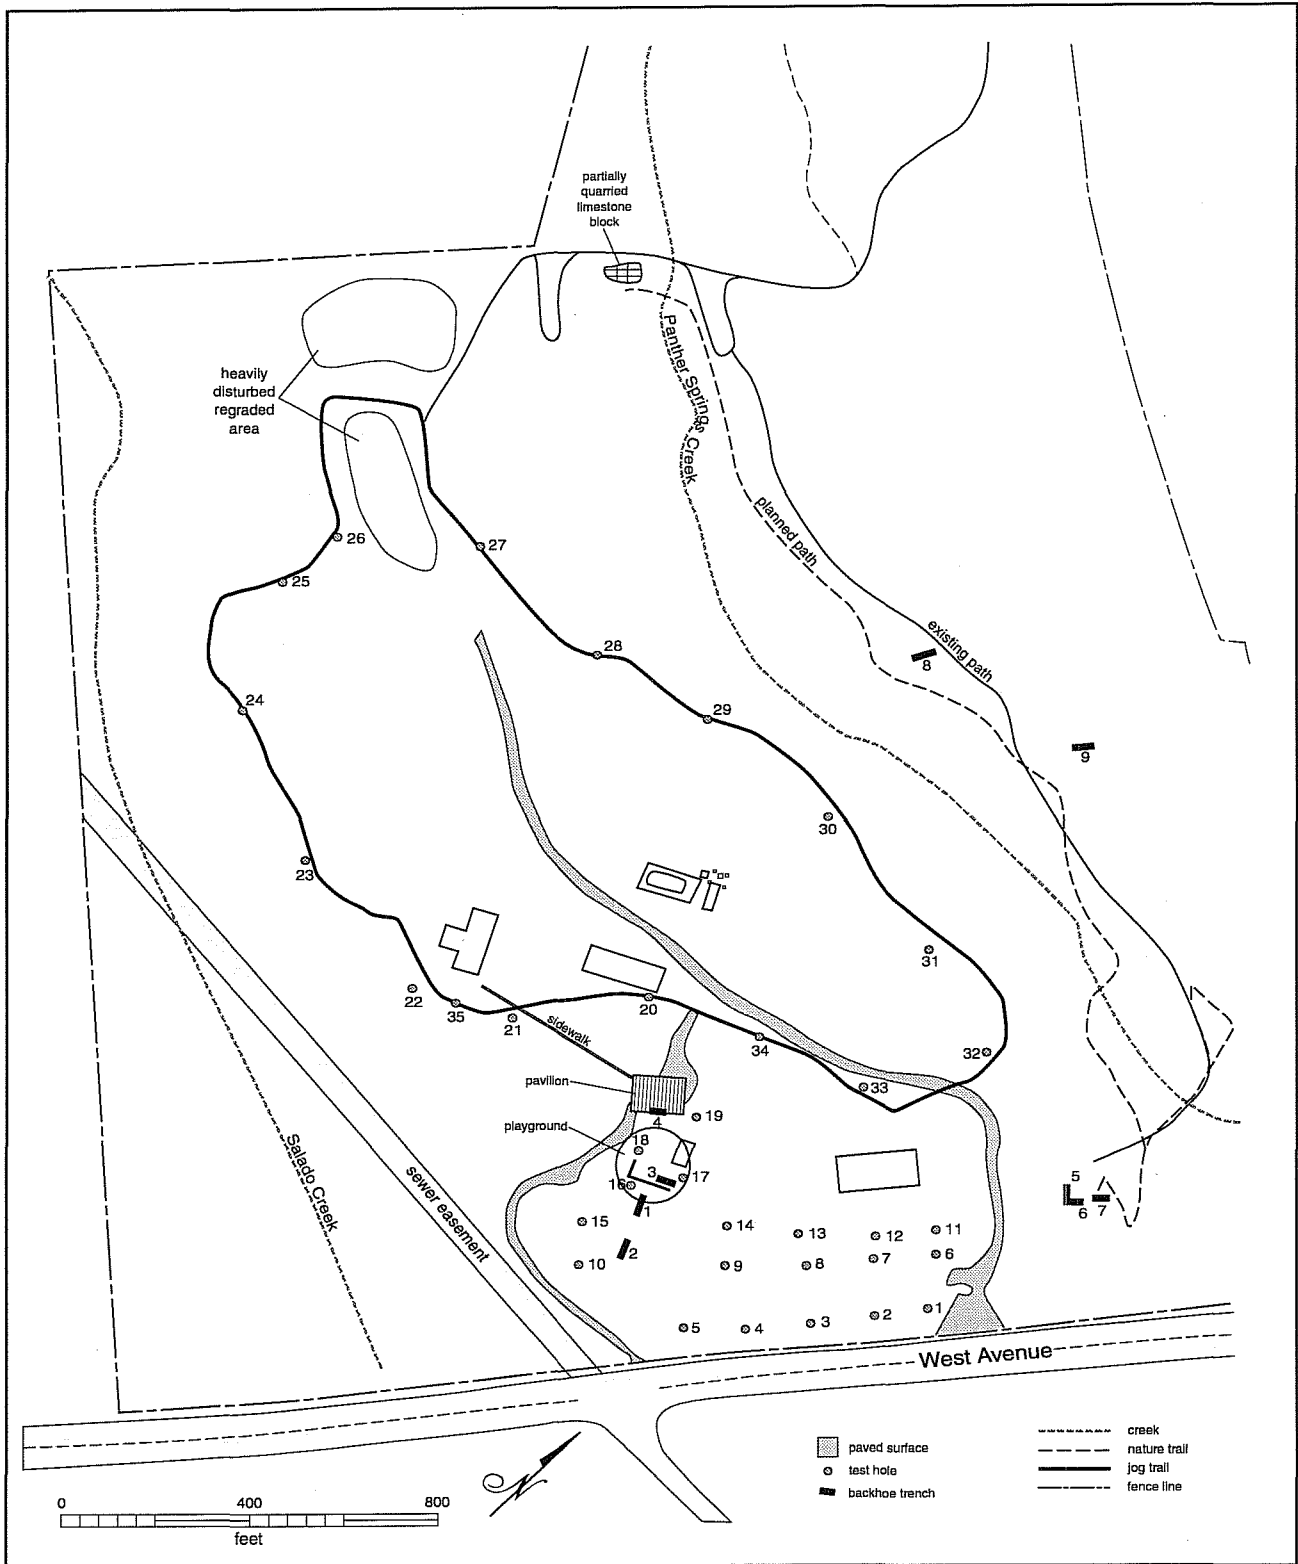 partially
quarried
limestone
block
heavily
disturbed
regraded
area
Panther Springs Creek
planned path
existing path
26
27
25
28
8
24
29
9
30
23
31
22
35
21
20
sidewalk
34
32
33
pavilion
4
19
playground
18
3
17
16
1
5
6
7
15
14
13
12
11
2
10
9
8
7
6
Salado Creek
sewer easement
5
4
3
2
1
West Avenue
N
paved surface
test hole
backhoe trench
creek
nature trail
jog trail
fence line
0 400 800
feet